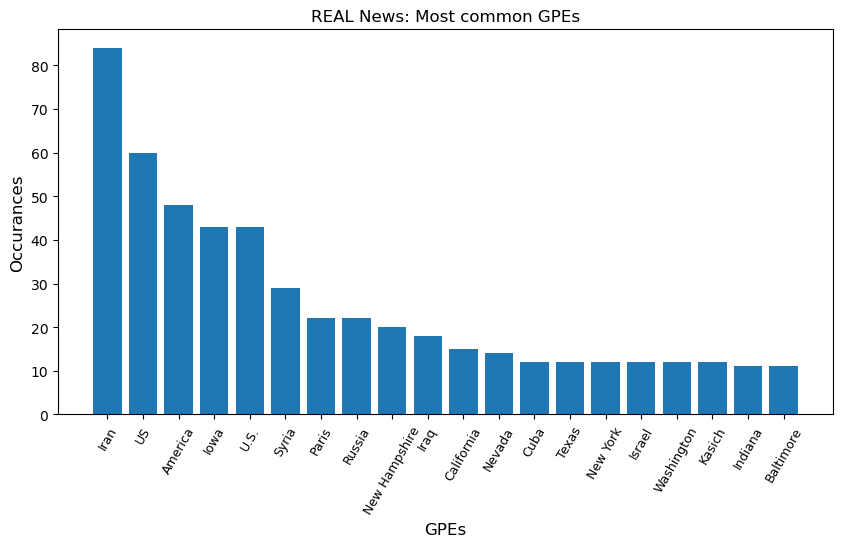 REAL News: Most common GPEs
Occurances
80
70
60
50
40
30
20
10
0
Iran
US
America
Iowa
U.S.
Syria
Paris
Russia
New Hampshire
Iraq
California
Nevada
Cuba
Texas
New York
Israel
Washington
Kasich
Indiana
Baltimore
GPEs